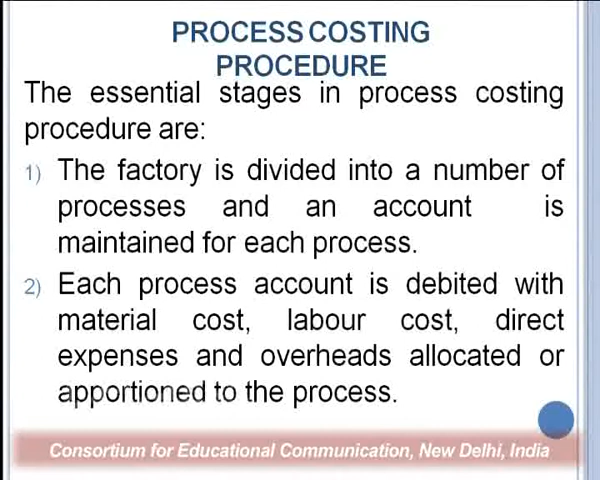 PROCESS COSTING
PROCEDURE
The essential stages in process costing
procedure are:
1) The factory is divided into a number of
processes and an account is
maintained for each process.
2) Each process account is debited with
material cost, labour cost, direct
expenses and overheads allocated or
apportioned to the process.
Consortium for Educational Communication, New Delhi, India